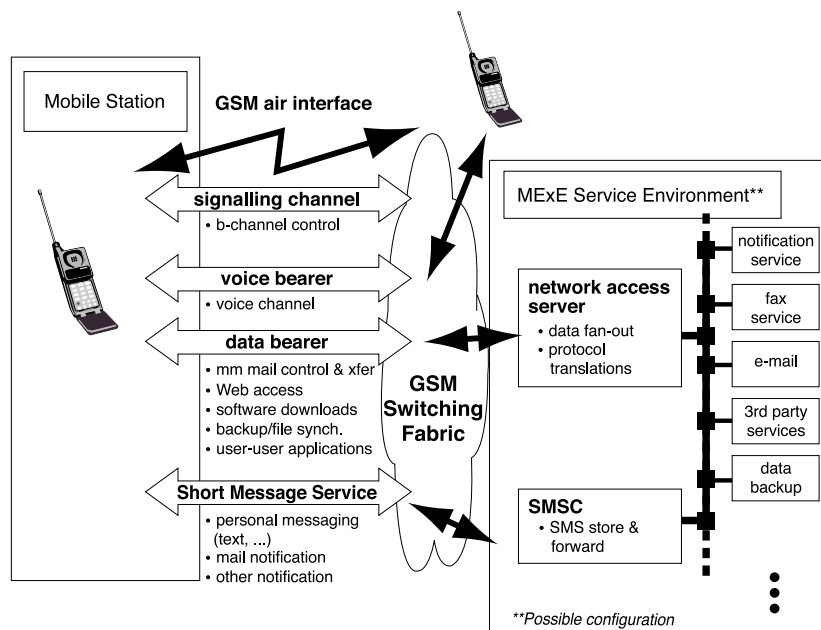 Mobile Station
GSM air interface
signalling channel
• b-channel control
voice bearer
• voice channel
data bearer
• mm mail control & xfer
• Web access
• software downloads
• backup/file synch.
• user-user applications
Short Message Service
• personal messaging
(text, ...)
• mail notification
• other notification
GSM
Switching
Fabric
MExE Service Environment**
network access
server
• data fan-out
• protocol
translations
SMSC
• SMS store &
forward
notification
service
fax
service
e-mail
3rd party
services
data
backup
**Possible configuration